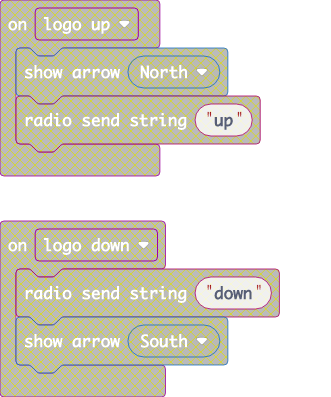 on logo up
show arrow North
radio send string "up"
on logo down
radio send string "down"
show arrow South